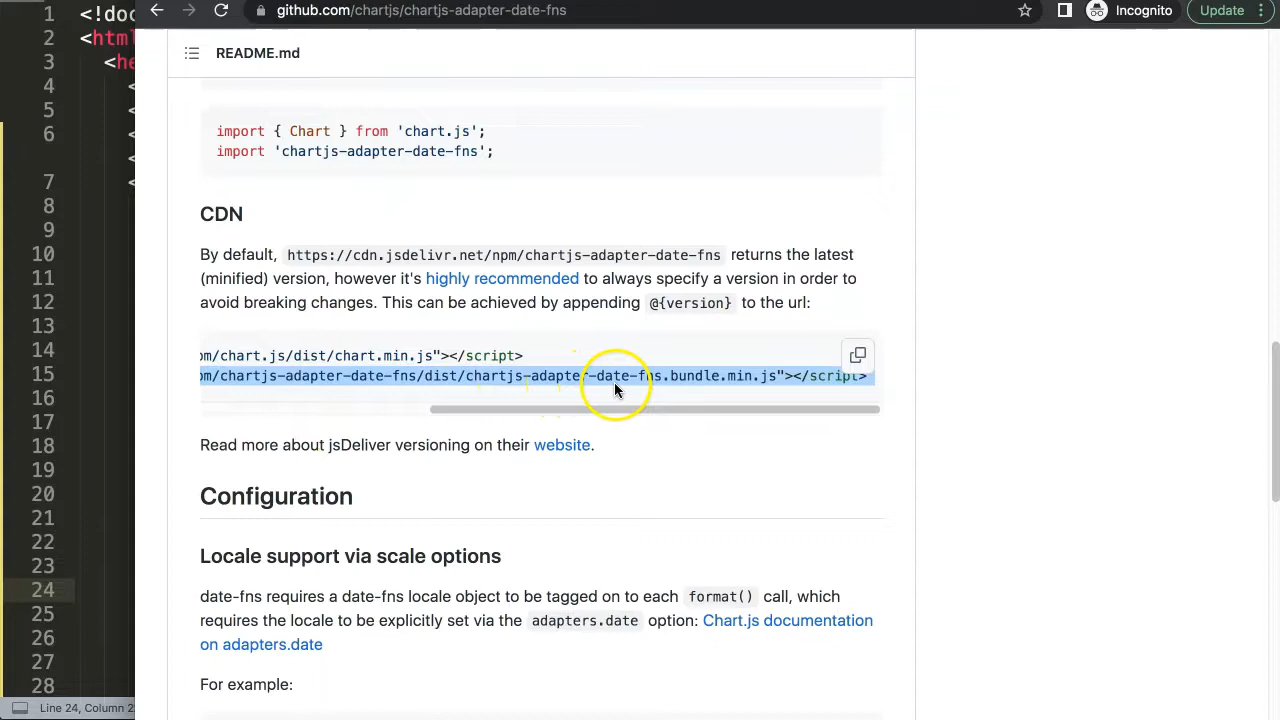 github.com/chartjs/chartjs-adapter-date-fns
Incognito
Update
README.md
1 <!doc
2 <html
3 <he
4 <
5 <
6 <
<
7 <
8
9
10
11
12
13
14
15
16
17
18
19
20
21
22
23
24
25
26
27
28
import { Chart } from 'chart.js';
import 'chartjs-adapter-date-fns';
CDN
By default, https://cdn.jsdelivr.net/npm/chartjs-adapter-date-fns returns the latest
(minified) version, however it's highly recommended to always specify a version in order to
avoid breaking changes. This can be achieved by appending @{version} to the url:
om/chart.js/dist/chart.min.js"></script>
om/chartjs-adapter-date-fns/dist/chartjs-adapter-date-fns.bundle.min.js"></script>
Read more about jsDeliver versioning on their website.
Configuration
Locale support via scale options
date-fns requires a date-fns locale object to be tagged on to each format() call, which
requires the locale to be explicitly set via the adapters.date option: Chart.js documentation
on adapters.date
For example:
Line 24, Column 2